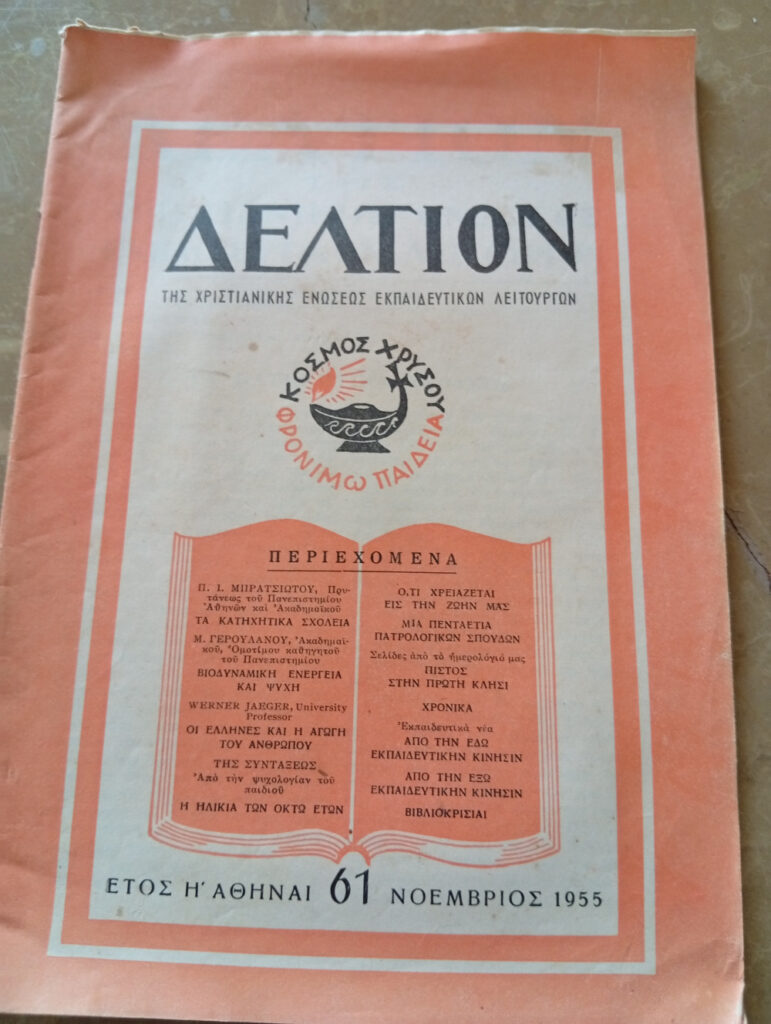 ΔΕΛΤΙΟΝ
ΤΗΣ ΧΡΙΣΤΙΑΝΙΚΗΣ ΕΝΩΣΕΩΣ ΕΚΠΑΙΔΕΥΤΙΚΩΝ ΛΕΙΤΟΥΡΓΩΝ
ΚΟΣΜΟΣ ΧΡΥΣΟΥ
ΦΡΟΝΙΜω ΠΑΙΔΕΙΑ
ΠΕΡΙΕΧΟΜΕΝΑ
Π. Ι. ΜΠΡΑΤΣΙΩΤΟΥ, Πρυ-
τάνεως τοῦ Πανεπιστημίου
Ἀθηνῶν καὶ Ἀκαδημαϊκοῦ
ΤΑ ΚΑΤΗΧΗΤΙΚΑ ΣΧΟΛΕΙΑ
Μ. ΓΕΡΟΥΛΑΝΟΥ, Ἀκαδημαϊ-
κοῦ, Ὁμοτίμου καθηγητοῦ
τοῦ Πανεπιστημίου
ΒΙΟΔΥΝΑΜΙΚΗ ΕΝΕΡΓΕΙΑ
ΚΑΙ ΨΥΧΗ
WERNER JAEGER, University
Professor
ΟΙ ΕΛΛΗΝΕΣ ΚΑΙ Η ΑΓΩΓΗ
ΤΟΥ ΑΝΘΡΩΠΟΥ
ΤΗΣ ΣΥΝΤΑΞΕΩΣ
Ἀπὸ τὴν ψυχολογίαν τοῦ
παιδιοῦ
Η ΗΛΙΚΙΑ ΤΩΝ ΟΚΤΩ ΕΤΩΝ
Ο,ΤΙ ΧΡΕΙΑΖΕΤΑΙ
ΕΙΣ ΤΗΝ ΖΩΗΝ ΜΑΣ
ΜΙΑ ΠΕΝΤΑΕΤΙΑ
ΠΑΤΡΟΛΟΓΙΚΩΝ ΣΠΟΥΔΩΝ
Σελίδες ἀπὸ τὸ ἡμερολόγιό μας
ΠΙΣΤΟΣ
ΣΤΗΝ ΠΡΩΤΗ ΚΛΗΣΙ
ΧΡΟΝΙΚΑ
Ἐκπαιδευτικὰ νέα
ΑΠΟ ΤΗΝ ΕΔΩ
ΕΚΠΑΙΔΕΥΤΙΚΗΝ ΚΙΝΗΣΙΝ
ΑΠΟ ΤΗΝ ΕΞΩ
ΕΚΠΑΙΔΕΥΤΙΚΗΝ ΚΙΝΗΣΙΝ
ΒΙΒΛΙΟΚΡΙΣΙΑΙ
ΕΤΟΣ Η' ΑΘΗΝΑΙ 61 ΝΟΕΜΒΡΙΟΣ 1955